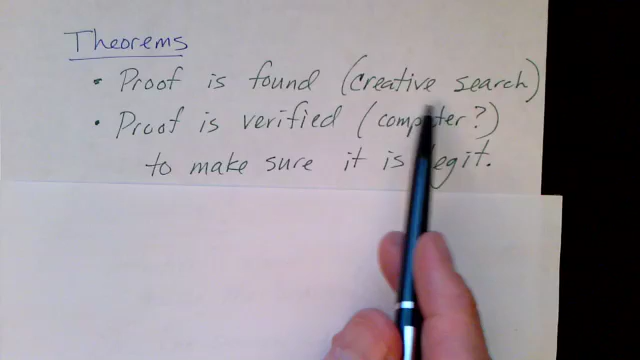 Theorems
• Proof is found (creative search)
• Proof is verified (computer?)
to make sure it is legit.